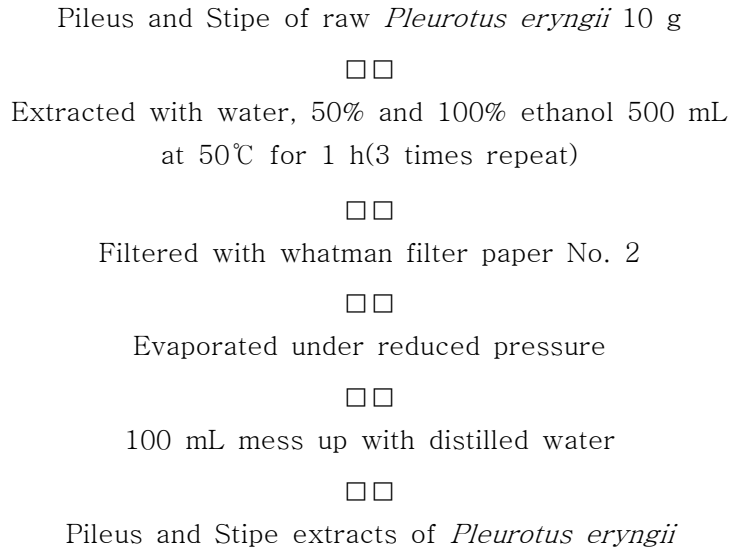 Pileus and Stipe of raw Pleurotus eryngii 10 g
□□
Extracted with water, 50% and 100% ethanol 500 mL
at 50℃ for 1 h(3 times repeat)
□□
Filtered with whatman filter paper No. 2
□□
Evaporated under reduced pressure
□□
100 mL mess up with distilled water
□□
Pileus and Stipe extracts of Pleurotus eryngii